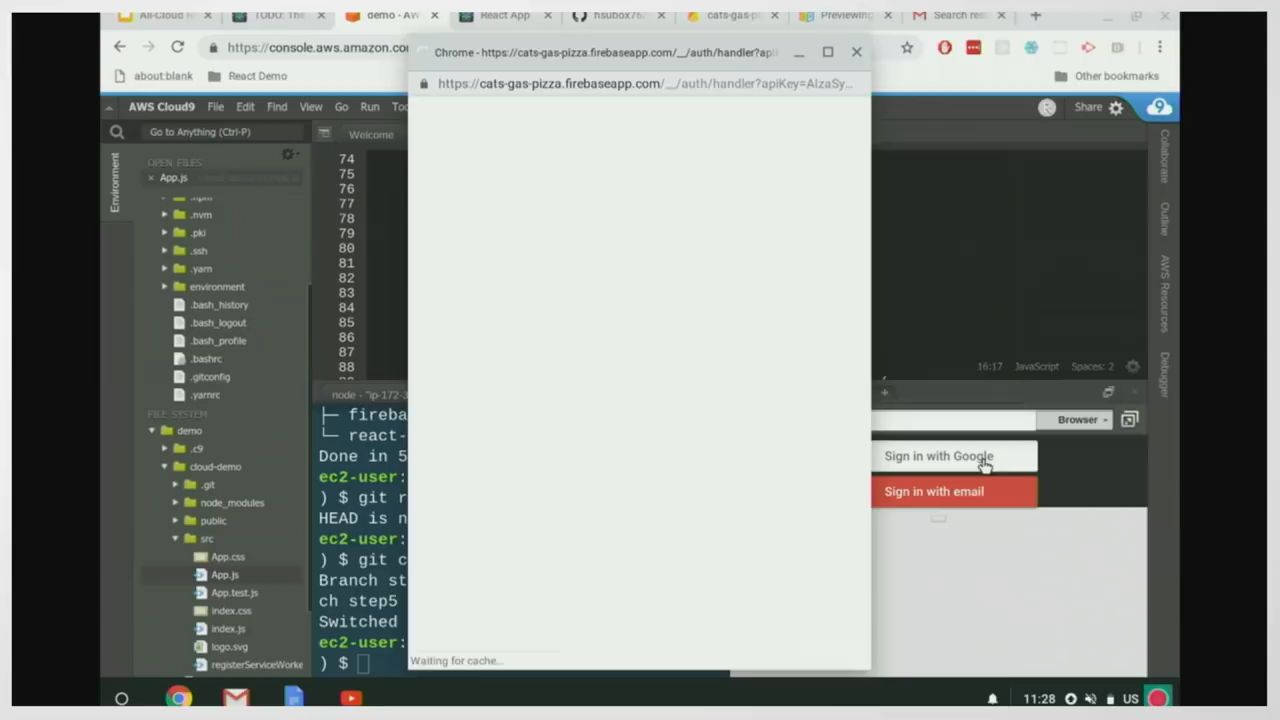 All-Cloud R
TODO: The
demo - AW
React App
hsubox76
cats-gas-p
Previewing
Search res
https://console.aws.amazon.co
about:blank
React Demo
Other bookmarks
Chrome - https://cats-gas-pizza.firebaseapp.com/__/auth/handler?api
https://cats-gas-pizza.firebaseapp.com/__/auth/handler?apiKey=AIzaSy...
AWS Cloud9 File Edit Find View Go Run Too
Share
9
Go to Anything (Ctrl-P)
Welcome
Environment
OPEN FILES
App.js
.nvm
.pki
.ssh
.yarn
environment
.bash_history
.bash_logout
.bash_profile
.bashrc
.gitconfig
.yarnrc
FILE SYSTEM
demo
.c9
cloud-demo
.git
node_modules
public
src
App.css
App.js
App.test.js
index.css
index.js
logo.svg
registerServiceWorke
74
75
76
77
78
79
80
81
82
83
84
85
86
87
88
16:17 JavaScript Spaces: 2
Collaborate
Outline
AWS Resources
Debugger
node - "ip-172-3
├─ fireba
└─ react-
Done in 5
ec2-user:
) $ git r
HEAD is n
ec2-user:
) $ git c
Branch st
ch step5
Switched
ec2-user:
) $
Browser
Sign in with Google
Sign in with email
Waiting for cache...
11:28
US